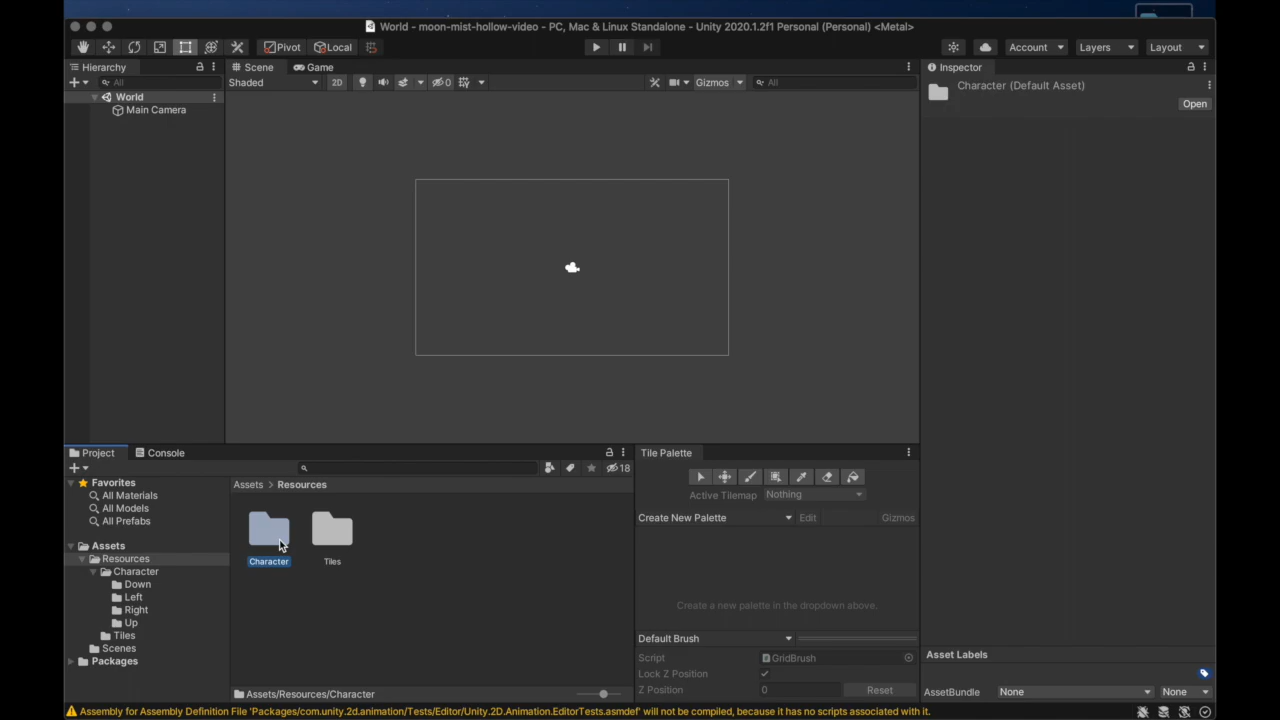 World - moon-mist-hollow-video - PC, Mac & Linux Standalone - Unity 2020.1.2f1 Personal (Personal) <Metal>
Pivot Local Account Layers Layout
Hierarchy
All
World
Main Camera
Scene Game
Shaded 2D 0 Gizmos All
Inspector
Character (Default Asset)
Open
Project Console
18
Favorites
All Materials
All Models
All Prefabs
Assets
Resources
Character
Down
Left
Right
Up
Tiles
Scenes
Packages
Assets > Resources
Character Tiles
Assets/Resources/Character
Tile Palette
Active Tilemap Nothing
Create New Palette Edit Gizmos
Create a new palette in the dropdown above.
Default Brush
Script GridBrush
Lock Z Position
Z Position 0 Reset
Asset Labels
AssetBundle None None
Assembly for Assembly Definition File 'Packages/com.unity.2d.animation/Tests/Editor/Unity.2D.Animation.EditorTests.asmdef' will not be compiled, because it has no scripts associated with it.